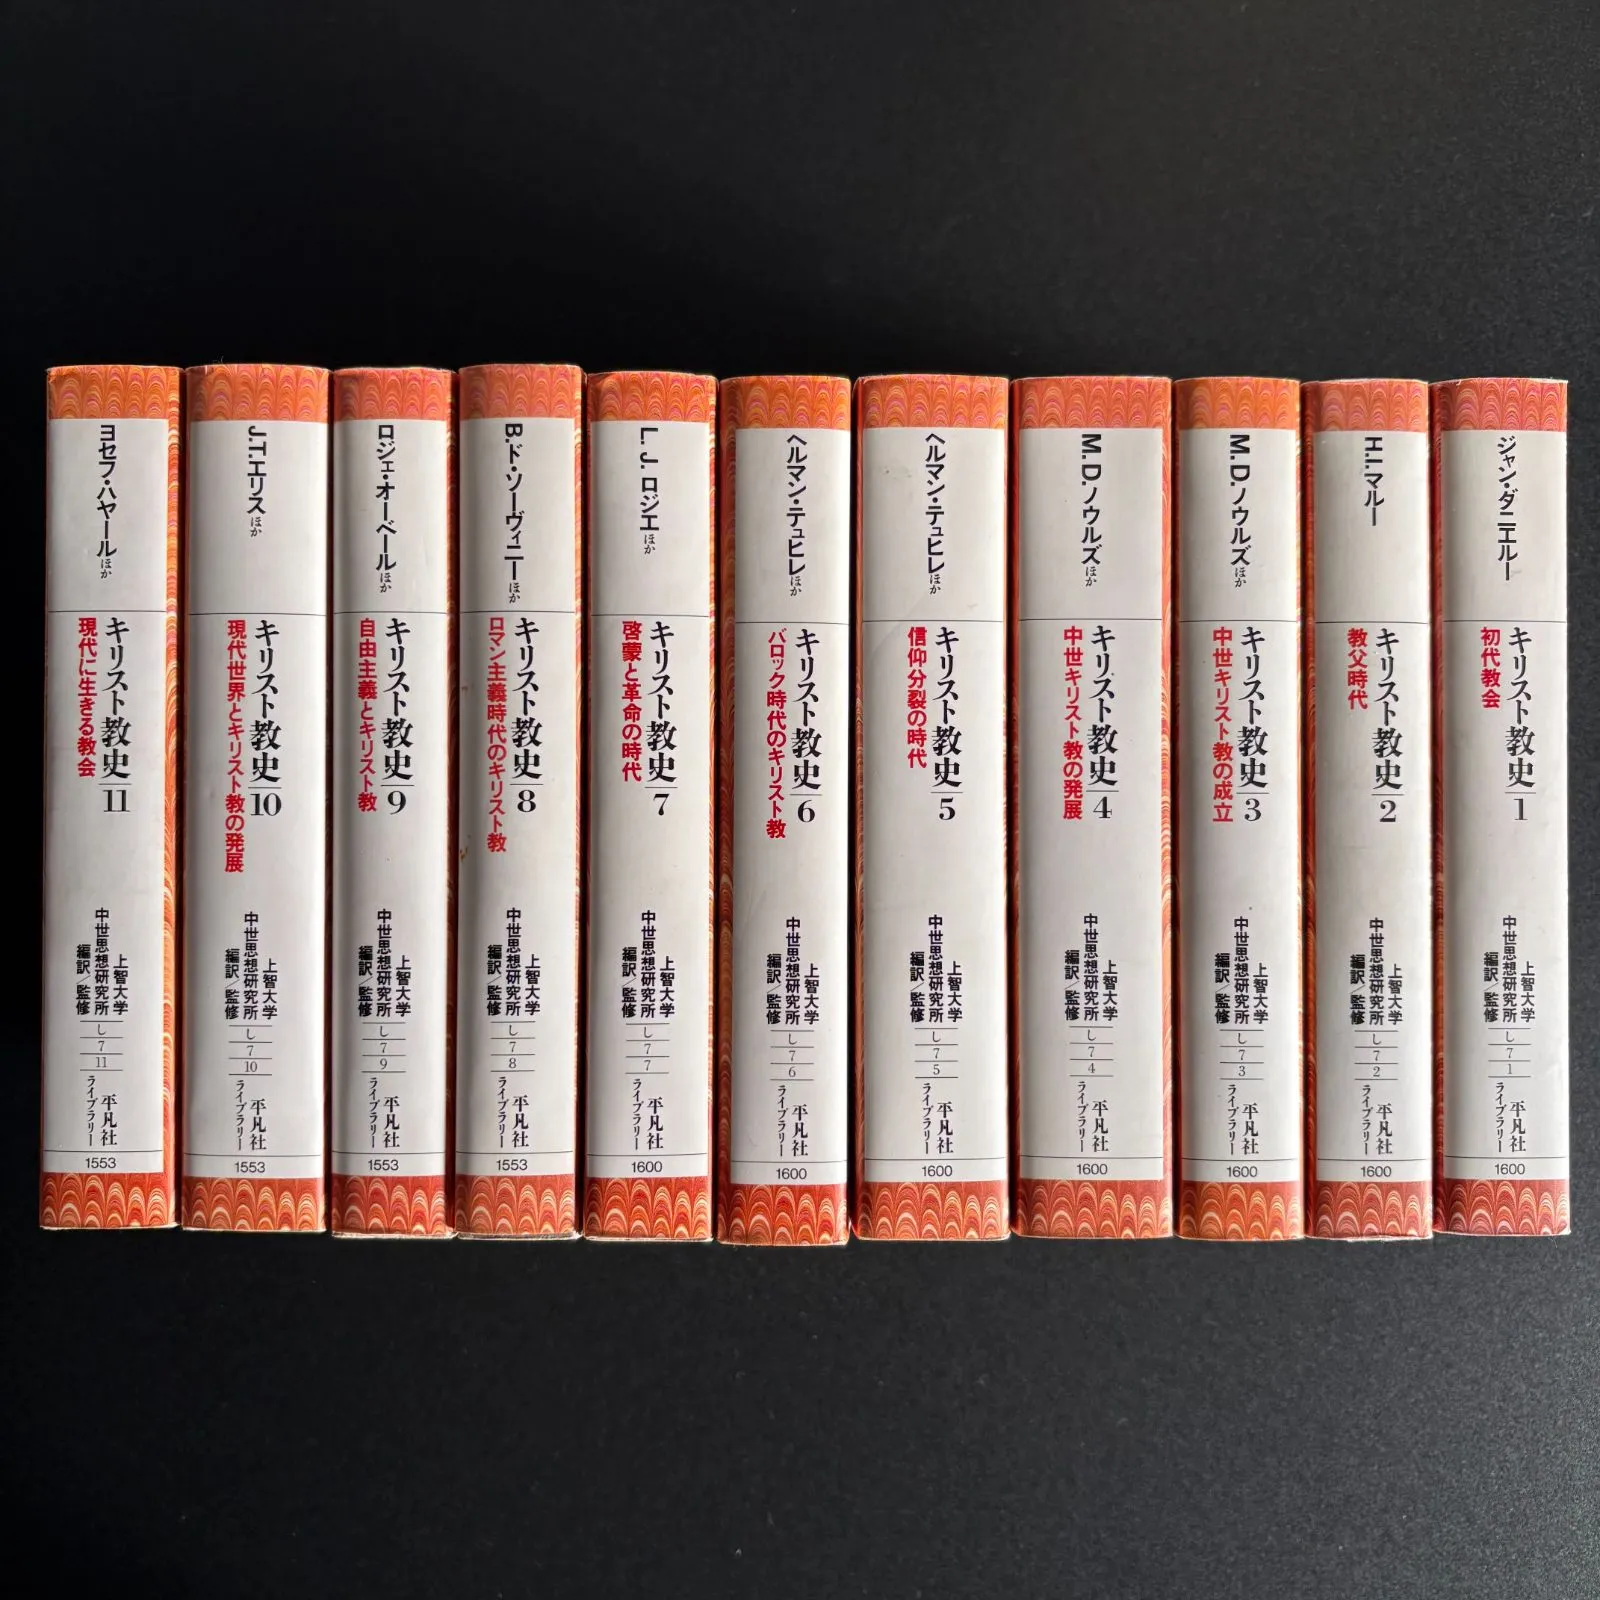 ジャン・ダニエルー
キリスト教史 1
初代教会
上智大学
中世思想研究所
編訳/監修
し
7
1
平凡社
ライブラリー
1600
H.I.マルー
キリスト教史 2
教父時代
上智大学
中世思想研究所
編訳/監修
し
7
2
平凡社
ライブラリー
1600
M.D.ノウルズほか
キリスト教史 3
中世キリスト教の成立
上智大学
中世思想研究所
編訳/監修
し
7
3
平凡社
ライブラリー
1600
M.D.ノウルズほか
キリスト教史 4
中世キリスト教の発展
上智大学
中世思想研究所
編訳/監修
し
7
4
平凡社
ライブラリー
1600
ヘルマン・テュヒレほか
キリスト教史 5
信仰分裂の時代
上智大学
中世思想研究所
編訳/監修
し
7
5
平凡社
ライブラリー
1600
ヘルマン・テュヒレほか
キリスト教史 6
バロック時代のキリスト教
上智大学
中世思想研究所
編訳/監修
し
7
6
平凡社
ライブラリー
1600
L.J.ロジエほか
キリスト教史 7
啓蒙と革命の時代
上智大学
中世思想研究所
編訳/監修
し
7
7
平凡社
ライブラリー
1600
B.ド・ソーヴィニーほか
キリスト教史 8
ロマン主義時代のキリスト教
上智大学
中世思想研究所
編訳/監修
し
7
8
平凡社
ライブラリー
1553
ロジェ・オーベールほか
キリスト教史 9
自由主義とキリスト教
上智大学
中世思想研究所
編訳/監修
し
7
9
平凡社
ライブラリー
1553
J.T.エリスほか
キリスト教史 10
現代世界とキリスト教の発展
上智大学
中世思想研究所
編訳/監修
し
7
10
平凡社
ライブラリー
1553
ヨセフ・ハヤールほか
キリスト教史 11
現代に生きる教会
上智大学
中世思想研究所
編訳/監修
し
7
11
平凡社
ライブラリー
1553